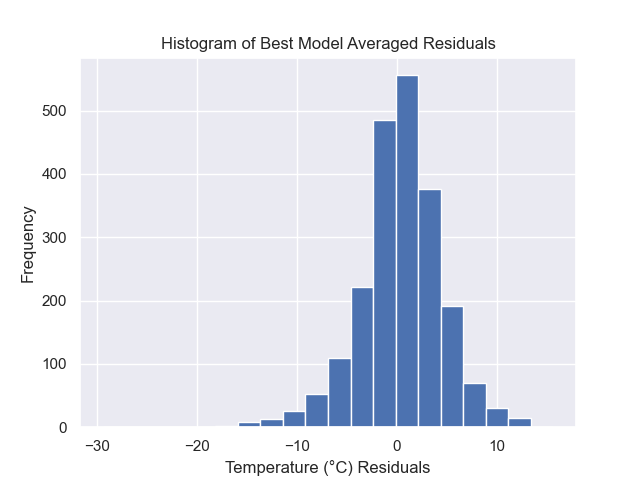 Histogram of Best Model Averaged Residuals
500
400
300
200
100
0
Frequency
−30 −20 −10 0 10
Temperature (°C) Residuals